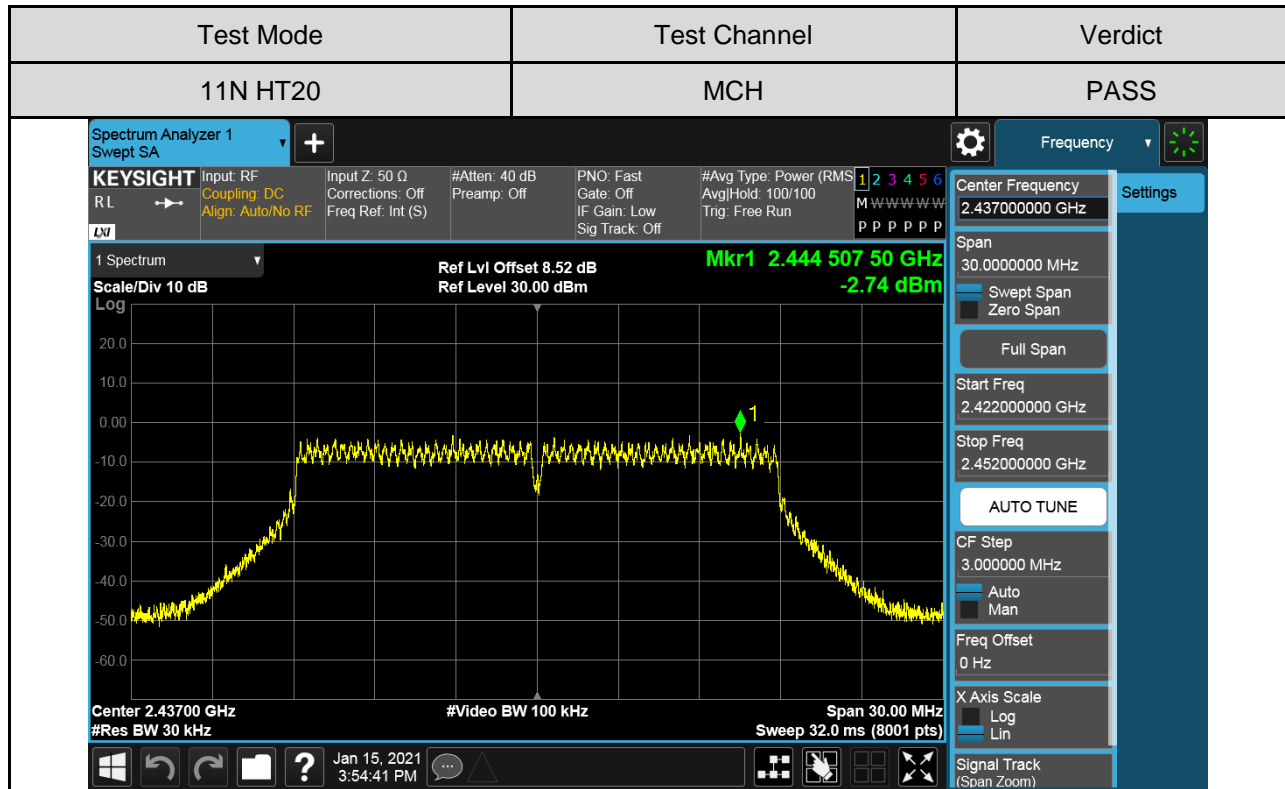 Test Mode Test Channel Verdict
11N HT20 MCH PASS
Spectrum Analyzer 1
Swept SA
+
Frequency
KEYSIGHT
R L
LXI
Input: RF
Coupling: DC
Align: Auto/No RF
Input Z: 50 Ω
Corrections: Off
Freq Ref: Int (S)
#Atten: 40 dB
Preamp: Off
PNO: Fast
Gate: Off
IF Gain: Low
Sig Track: Off
#Avg Type: Power (RMS
Avg|Hold: 100/100
Trig: Free Run
1 2 3 4 5 6
M W W W W W
P P P P P P
Center Frequency
2.437000000 GHz
Settings
Span
30.0000000 MHz
Swept Span
Zero Span
Full Span
Start Freq
2.422000000 GHz
Stop Freq
2.452000000 GHz
AUTO TUNE
CF Step
3.000000 MHz
Auto
Man
Freq Offset
0 Hz
X Axis Scale
Log
Lin
Signal Track
(Span Zoom)
1 Spectrum
Scale/Div 10 dB
Ref Lvl Offset 8.52 dB
Ref Level 30.00 dBm
Mkr1 2.444 507 50 GHz
-2.74 dBm
Log
20.0
10.0
0.00
1
-10.0
-20.0
-30.0
-40.0
-50.0
-60.0
Center 2.43700 GHz #Video BW 100 kHz Span 30.00 MHz
#Res BW 30 kHz Sweep 32.0 ms (8001 pts)
?
Jan 15, 2021
3:54:41 PM